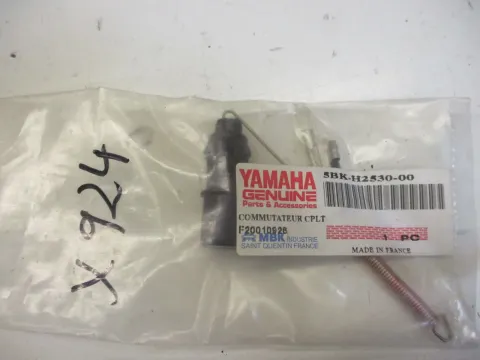 X 924
YAMAHA
GENUINE
Parts & Accessories
5BK-H2530-00
COMMUTATEUR CPLT
F20010926
MBK INDUSTRIE
SAINT QUENTIN FRANCE
1 PC
MADE IN FRANCE